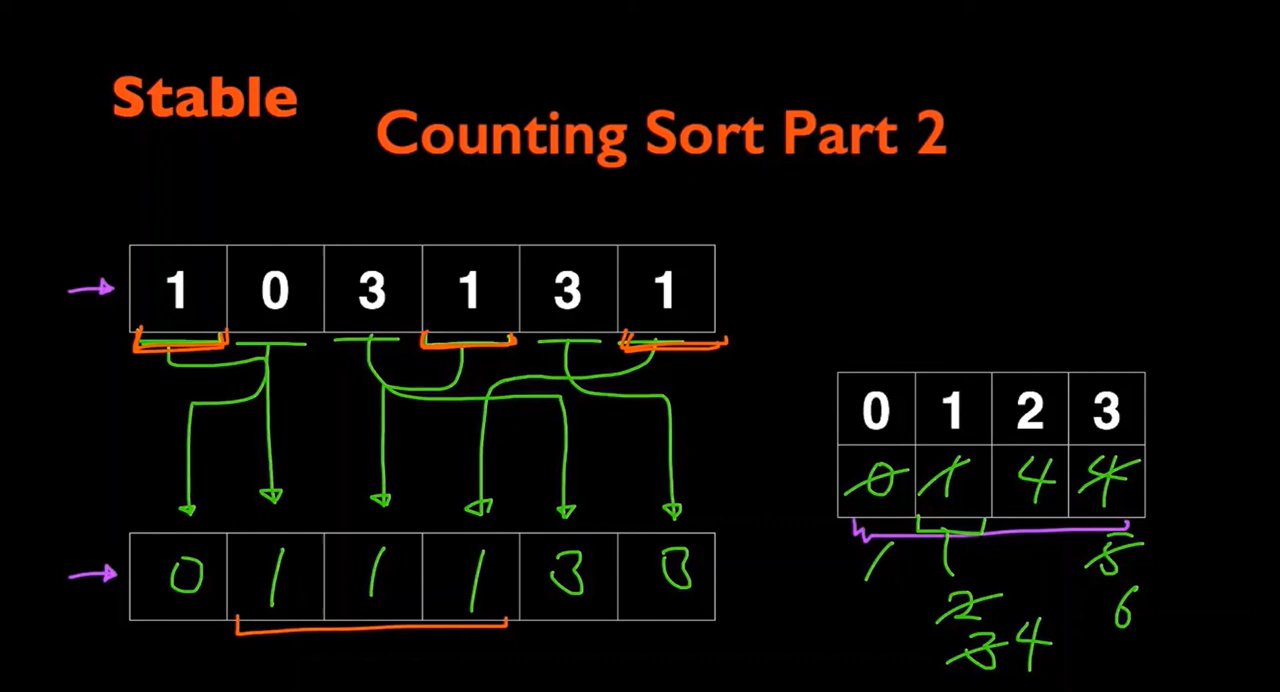 Stable
Counting Sort Part 2
1 0 3 1 3 1
0 1 2 3
0 1 4 4
0 1 1 1 3 3
1 1 5
2 6
3 4